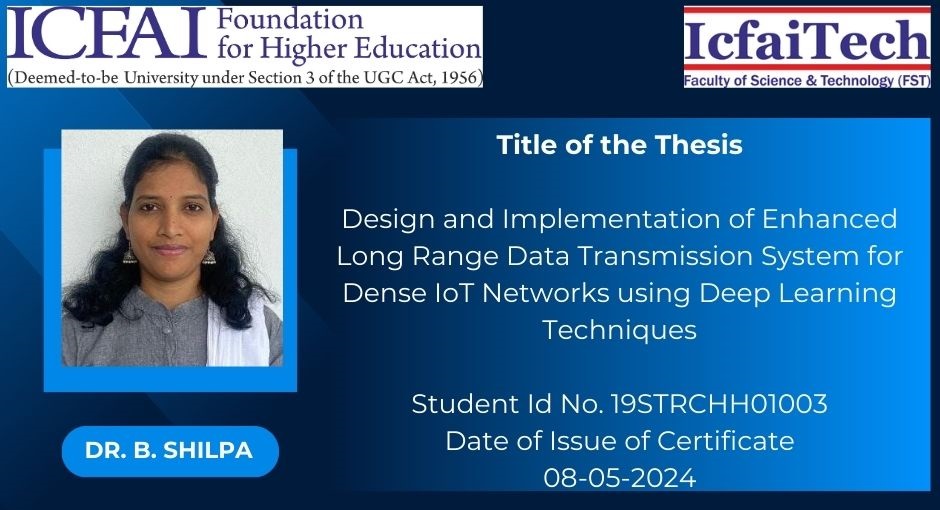 ICFAI Foundation
for Higher Education
(Deemed-to-be University under Section 3 of the UGC Act, 1956)
IcfaiTech
Faculty of Science & Technology (FST)
Title of the Thesis
Design and Implementation of Enhanced
Long Range Data Transmission System for
Dense IoT Networks using Deep Learning
Techniques
Student Id No. 19STRCHH01003
Date of Issue of Certificate
08-05-2024
DR. B. SHILPA